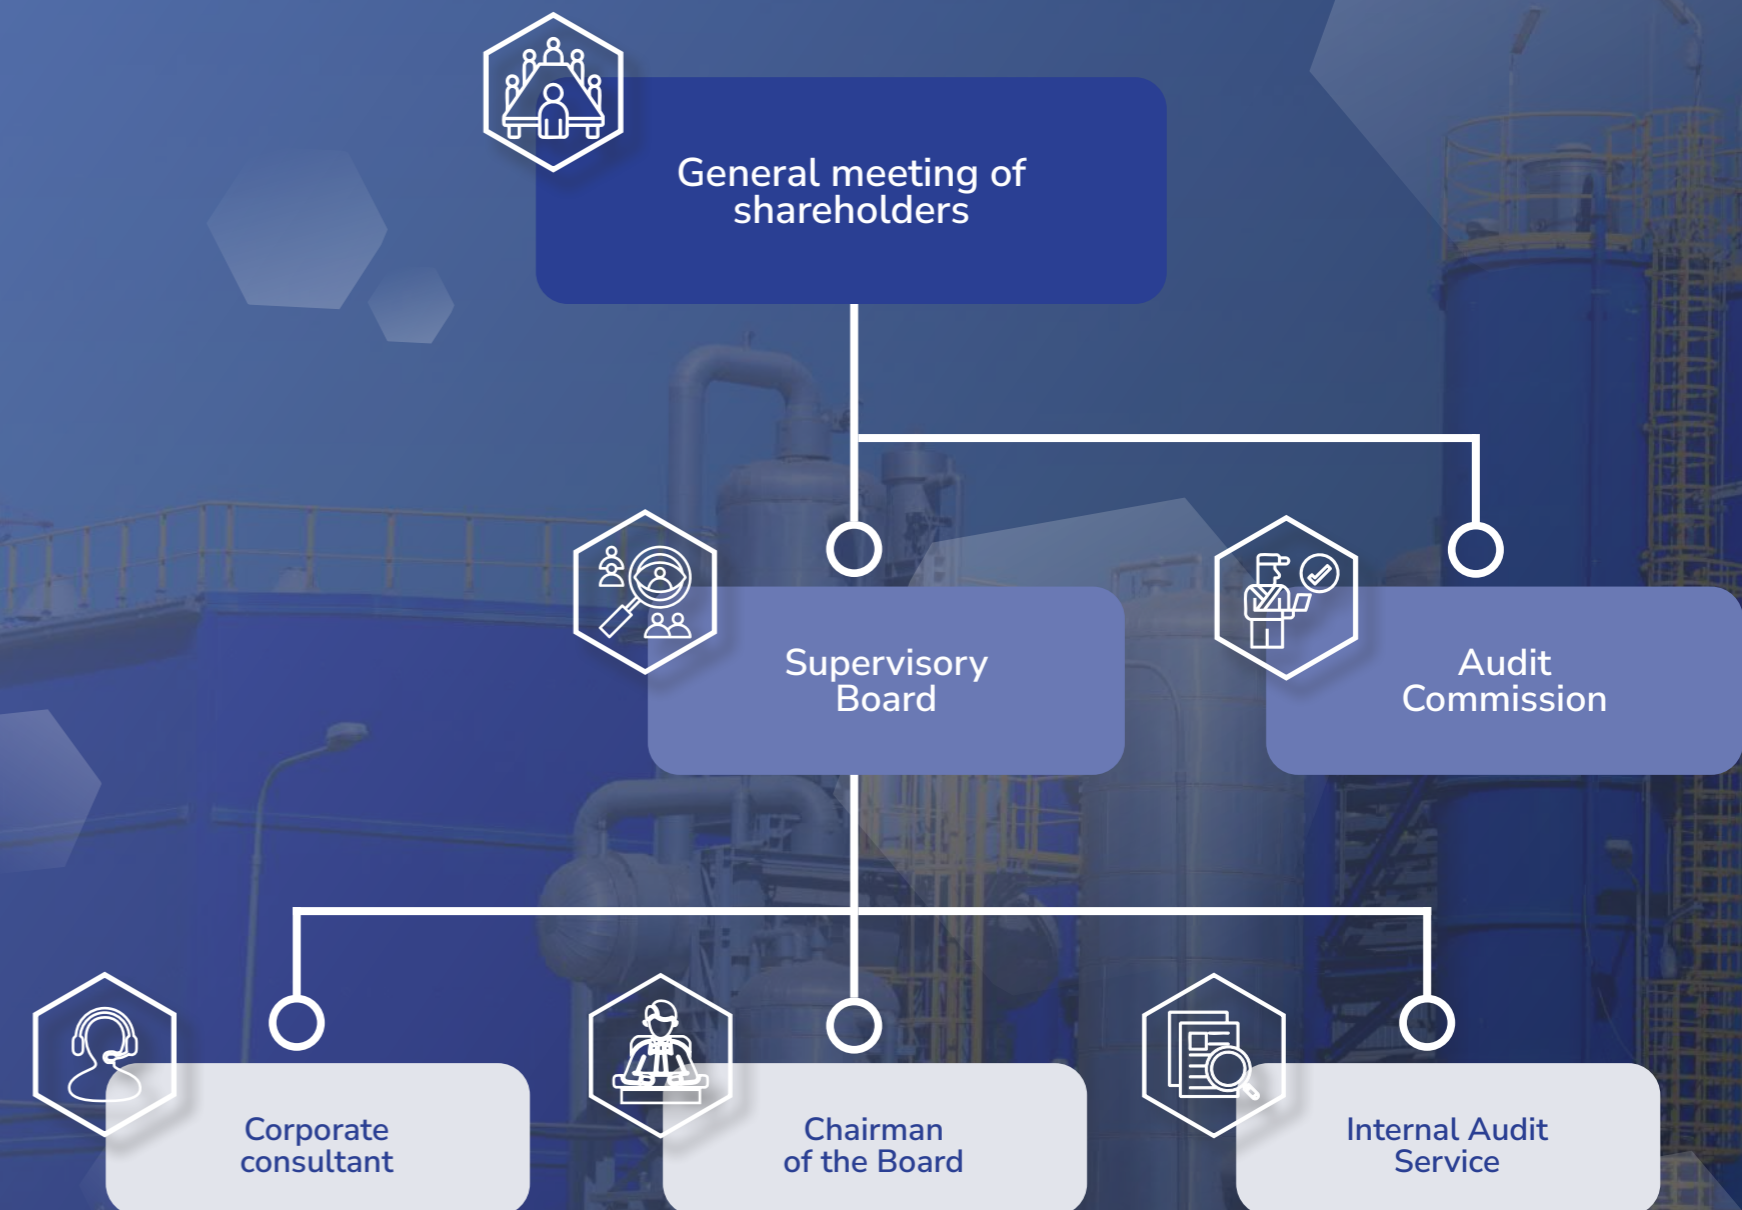 General meeting of
shareholders
Supervisory
Board
Audit
Commission
Corporate
consultant
Chairman
of the Board
Internal Audit
Service